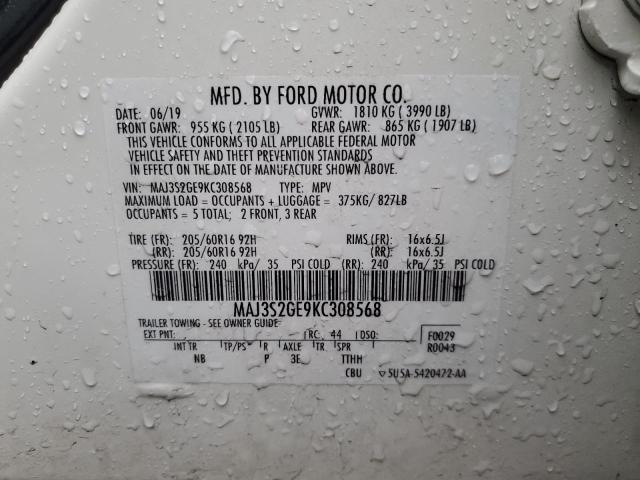 MFD. BY FORD MOTOR CO.
DATE: 06/19 GVWR: 1810 KG ( 3990 LB)
FRONT GAWR: 955 KG ( 2105 LB) REAR GAWR: 865 KG ( 1907 LB)
THIS VEHICLE CONFORMS TO ALL APPLICABLE FEDERAL MOTOR
VEHICLE SAFETY AND THEFT PREVENTION STANDARDS
IN EFFECT ON THE DATE OF MANUFACTURE SHOWN ABOVE.
VIN: MAJ3S2GE9KC308568 TYPE: MPV
MAXIMUM LOAD = OCCUPANTS + LUGGAGE = 375KG/ 827LB
OCCUPANTS = 5 TOTAL; 2 FRONT, 3 REAR
TIRE (FR): 205/60R16 92H RIMS (FR): 16x6.5J
(RR): 205/60R16 92H (RR): 16x6.5J
PRESSURE (FR): 240 kPa/ 35 PSI COLD (RR): 240 kPa/ 35 PSI COLD
MAJ3S2GE9KC308568
TRAILER TOWING - SEE OWNER GUIDE
EXT PNT: RC: 44 DSO: F0029
R0043
INT TR TP/PS R AXLE TR SPR
NB P 3E TTHH
CBU ▽5U5A-5420472-AA